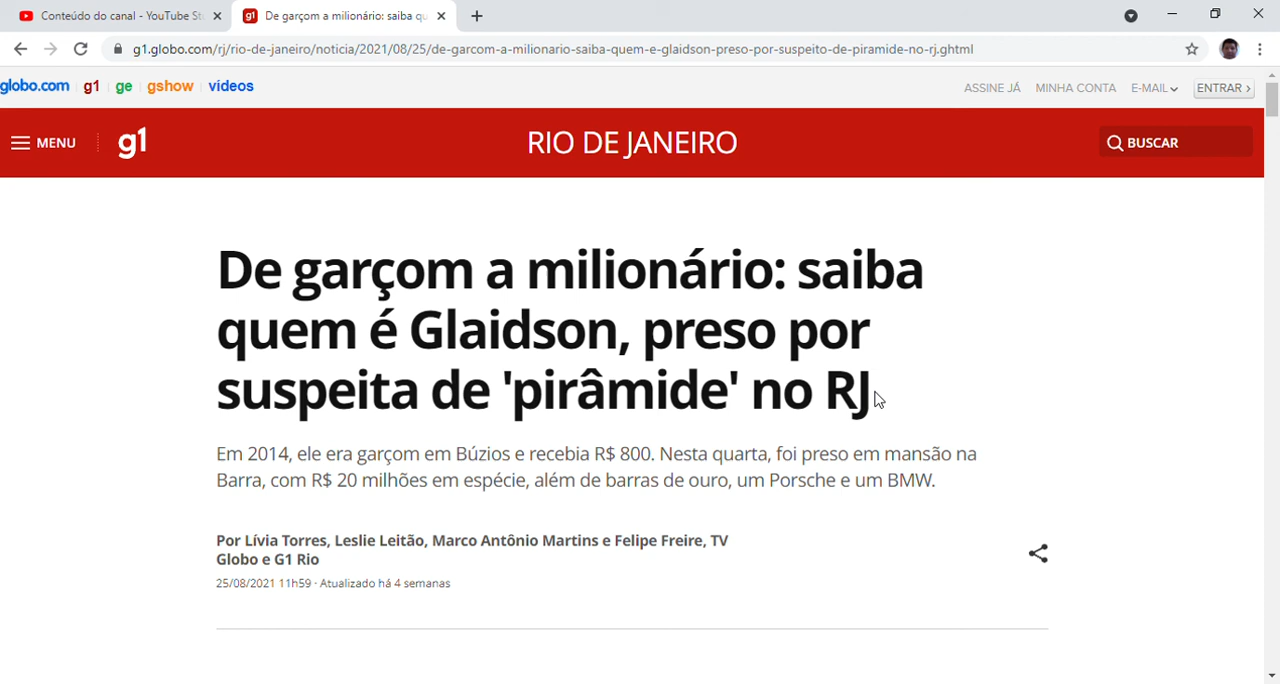 Conteúdo do canal - YouTube St
De garçom a milionário: saiba qu
g1.globo.com/rj/rio-de-janeiro/noticia/2021/08/25/de-garcom-a-milionario-saiba-quem-e-glaidson-preso-por-suspeito-de-piramide-no-rj.ghtml
globo.com g1 ge gshow videos ASSINE JÁ MINHA CONTA E-MAIL ENTRAR
MENU g1 RIO DE JANEIRO BUSCAR
De garçom a milionário: saiba
quem é Glaidson, preso por
suspeita de 'pirâmide' no RJ
Em 2014, ele era garçom em Búzios e recebia R$ 800. Nesta quarta, foi preso em mansão na
Barra, com R$ 20 milhões em espécie, além de barras de ouro, um Porsche e um BMW.
Por Lívia Torres, Leslie Leitão, Marco Antônio Martins e Felipe Freire, TV
Globo e G1 Rio
25/08/2021 11h59 · Atualizado há 4 semanas